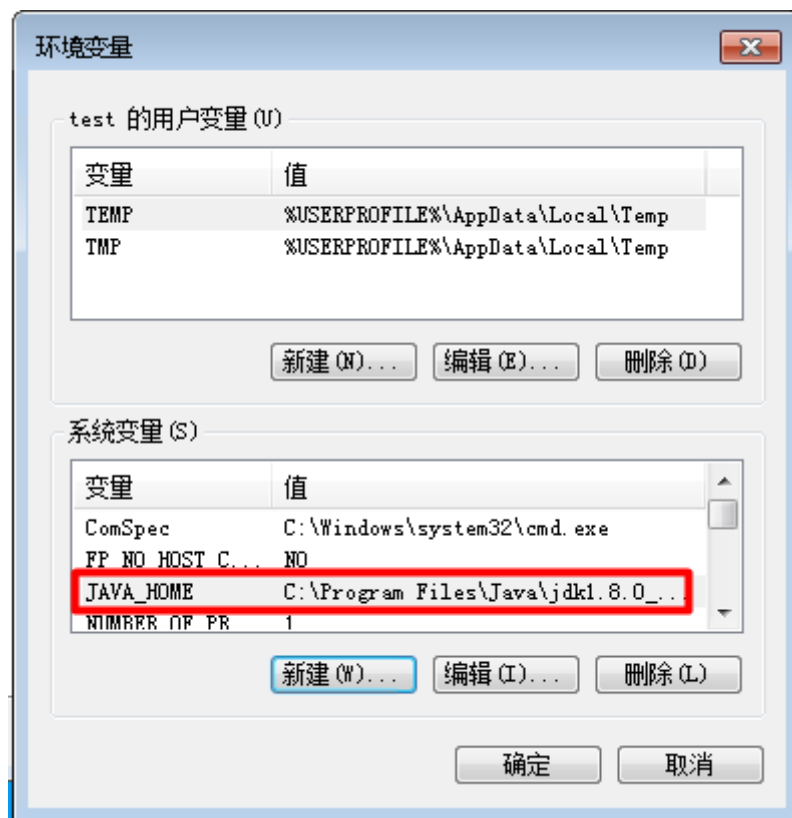 环境变量
test 的用户变量(U)
变量 值
TEMP %USERPROFILE%\AppData\Local\Temp
TMP %USERPROFILE%\AppData\Local\Temp
新建(N)... 编辑(E)... 删除(D)
系统变量(S)
变量 值
ComSpec C:\Windows\system32\cmd.exe
FP_NO_HOST_C... NO
JAVA_HOME C:\Program Files\Java\jdk1.8.0_...
NUMBER_OF_PR... 1
新建(W)... 编辑(I)... 删除(L)
确定 取消